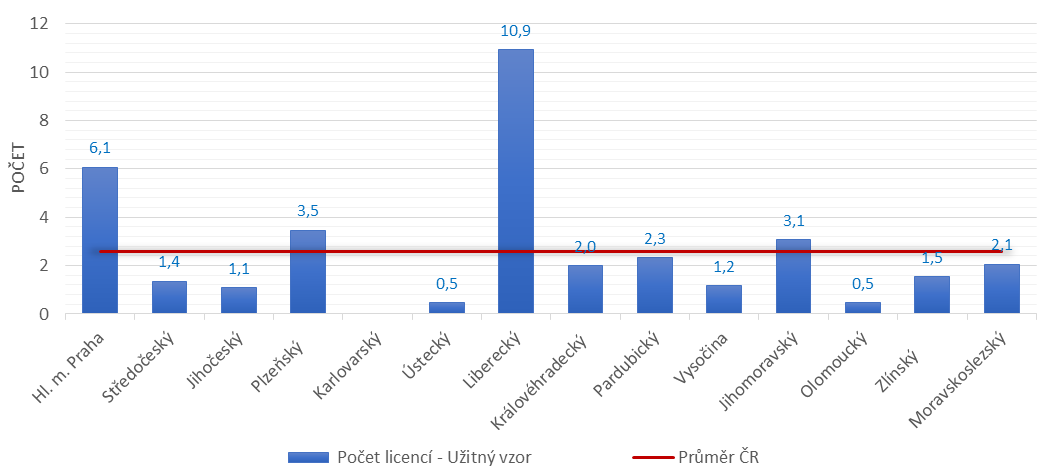 POČET
12
10
8
6
4
2
0
6,1
1,4
1,1
3,5
0,5
10,9
2,0
2,3
1,2
3,1
0,5
1,5
2,1
Hl. m. Praha
Středočeský
Jihočeský
Plzeňský
Karlovarský
Ústecký
Liberecký
Královéhradecký
Pardubický
Vysočina
Jihomoravský
Olomoucký
Zlínský
Moravskoslezský
Počet licencí - Užitný vzor
Průměr ČR